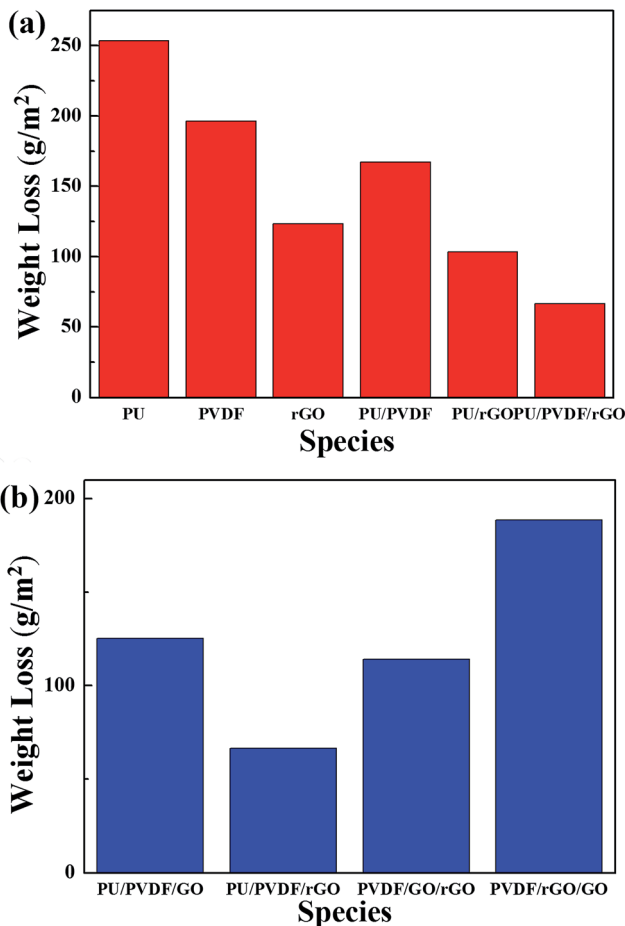 (a)
Weight Loss (g/m²)
250
200
150
100
50
0
PU PVDF rGO PU/PVDF PU/rGO PU/PVDF/rGO
Species
(b)
Weight Loss (g/m²)
200
100
0
PU/PVDF/GO PU/PVDF/rGO PVDF/GO/rGO PVDF/rGO/GO
Species